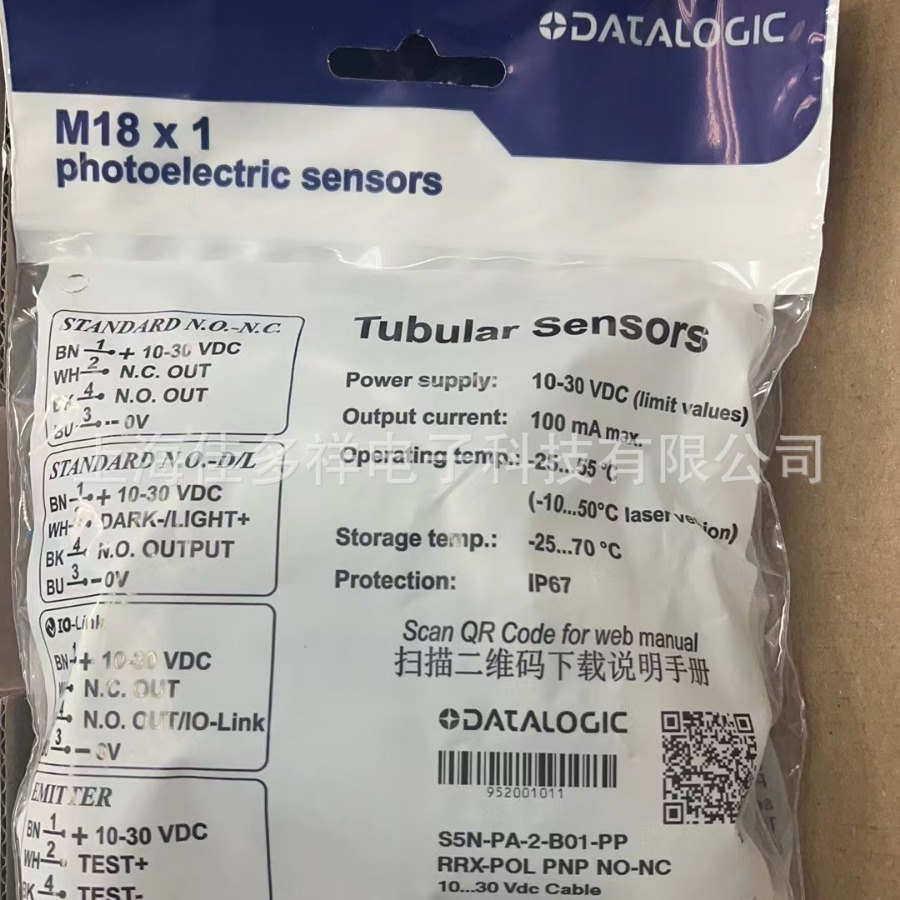 DATALOGIC
M18 x 1
photoelectric sensors
STANDARD N.O.-N.C.
BN 1 + 10-30 VDC
WH 2 N.C. OUT
4 N.O. OUT
BU 3 - 0V
STANDARD N.O.-D/L
BN 1 + 10-30 VDC
WH DARK-/LIGHT+
BK 4 N.O. OUTPUT
BU 3 - 0V
IO-Link
BN 1 + 10-30 VDC
N.C. OUT
N.O. OUT/IO-Link
3 - 0V
EMITTER
BN 1 + 10-30 VDC
WH 2 TEST+
BK 4 TEST-
Tubular sensors
Power supply: 10-30 VDC (limit values)
Output current: 100 mA max.
Operating temp.: -25...55 °C
(-10...50°C laser version)
Storage temp.: -25...70 °C
Protection: IP67
Scan QR Code for web manual
扫描二维码下载说明手册
DATALOGIC
952001011
S5N-PA-2-B01-PP
RRX-POL PNP NO-NC
10...30 Vdc Cable
上海佳多祥电子科技有限公司